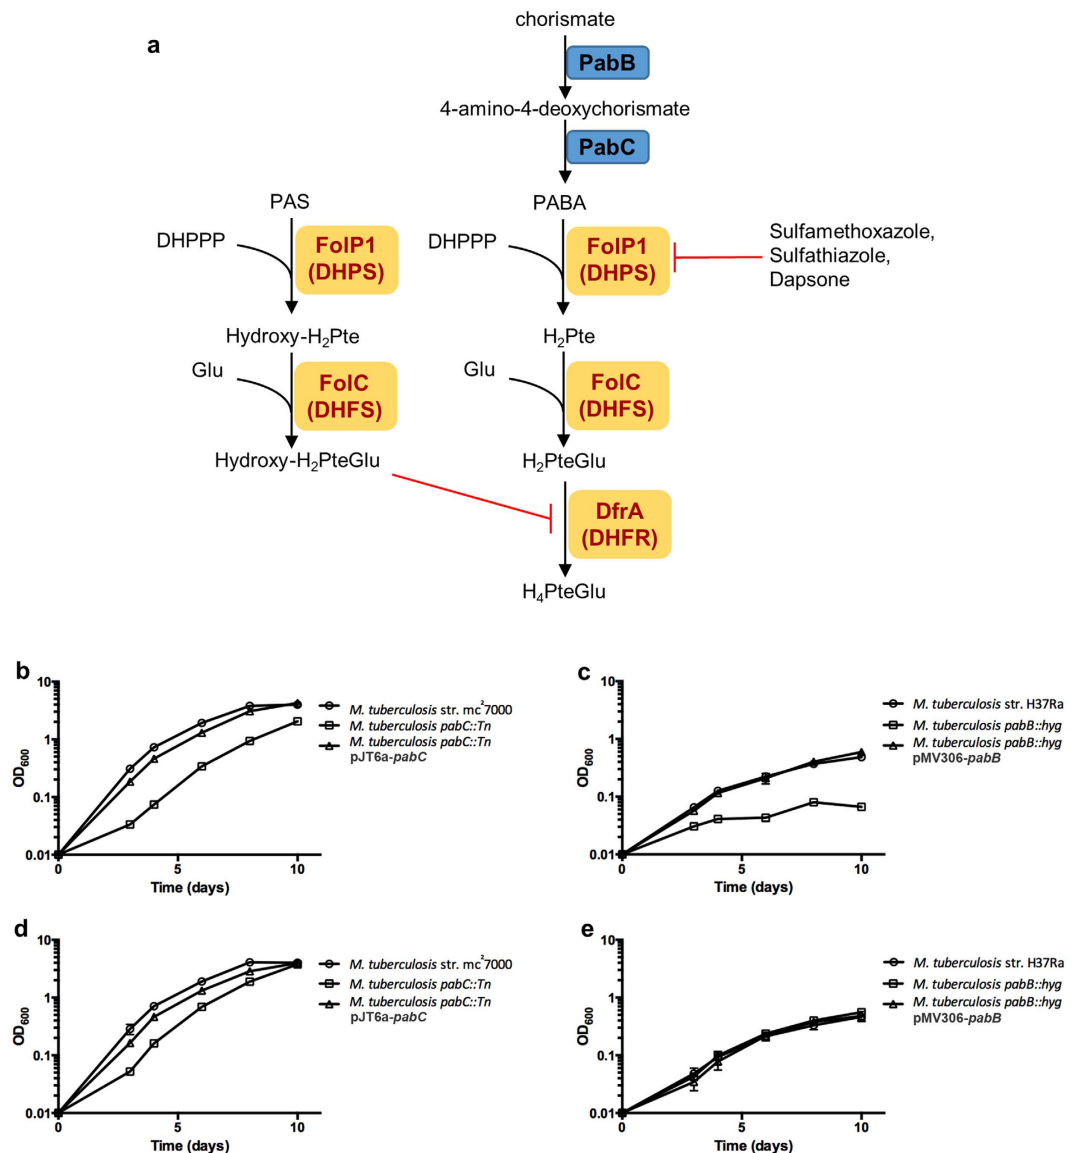 a
chorismate
PabB
4-amino-4-deoxychorismate
PabC
PAS
PABA
DHPPP
FolP1
(DHPS)
DHPPP
FolP1
(DHPS)
Sulfamethoxazole,
Sulfathiazole,
Dapsone
Hydroxy-H₂Pte
H₂Pte
Glu
FolC
(DHFS)
Glu
FolC
(DHFS)
Hydroxy-H₂PteGlu
H₂PteGlu
DfrA
(DHFR)
H₄PteGlu
b
10
1
0.1
0.01
OD₆₀₀
0
5
10
Time (days)
M. tuberculosis str. mc²7000
M. tuberculosis pabC::Tn
M. tuberculosis pabC::Tn
pJT6a-pabC
c
10
1
0.1
0.01
OD₆₀₀
0
5
10
Time (days)
M. tuberculosis str. H37Ra
M. tuberculosis pabB::hyg
M. tuberculosis pabB::hyg
pMV306-pabB
d
10
1
0.1
0.01
OD₆₀₀
0
5
10
Time (days)
M. tuberculosis str. mc²7000
M. tuberculosis pabC::Tn
M. tuberculosis pabC::Tn
pJT6a-pabC
e
10
1
0.1
0.01
OD₆₀₀
0
5
10
Time (days)
M. tuberculosis str. H37Ra
M. tuberculosis pabB::hyg
M. tuberculosis pabB::hyg
pMV306-pabB